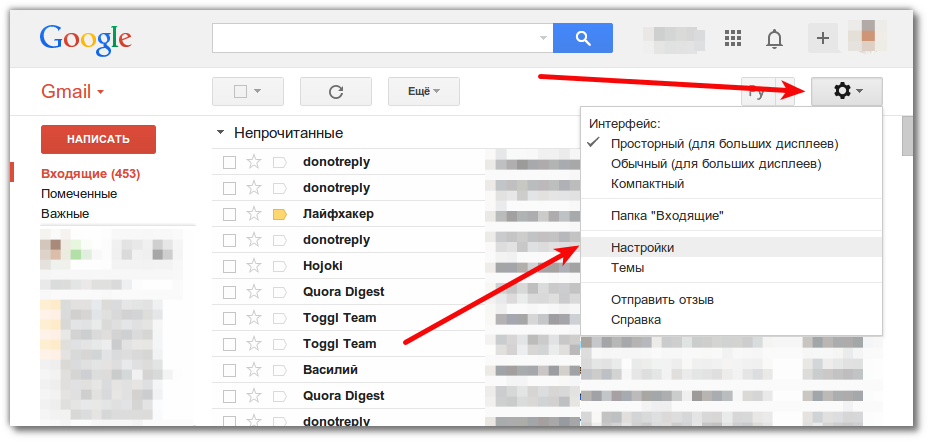 Google
Gmail
Ещё
Ру
НАПИСАТЬ
Входящие (453)
Помеченные
Важные
Непрочитанные
donotreply
donotreply
Лайфхакер
donotreply
Hojoki
Quora Digest
Toggl Team
Toggl Team
Василий
Quora Digest
donotreply
Интерфейс:
Просторный (для больших дисплеев)
Обычный (для больших дисплеев)
Компактный
Папка "Входящие"
Настройки
Темы
Отправить отзыв
Справка